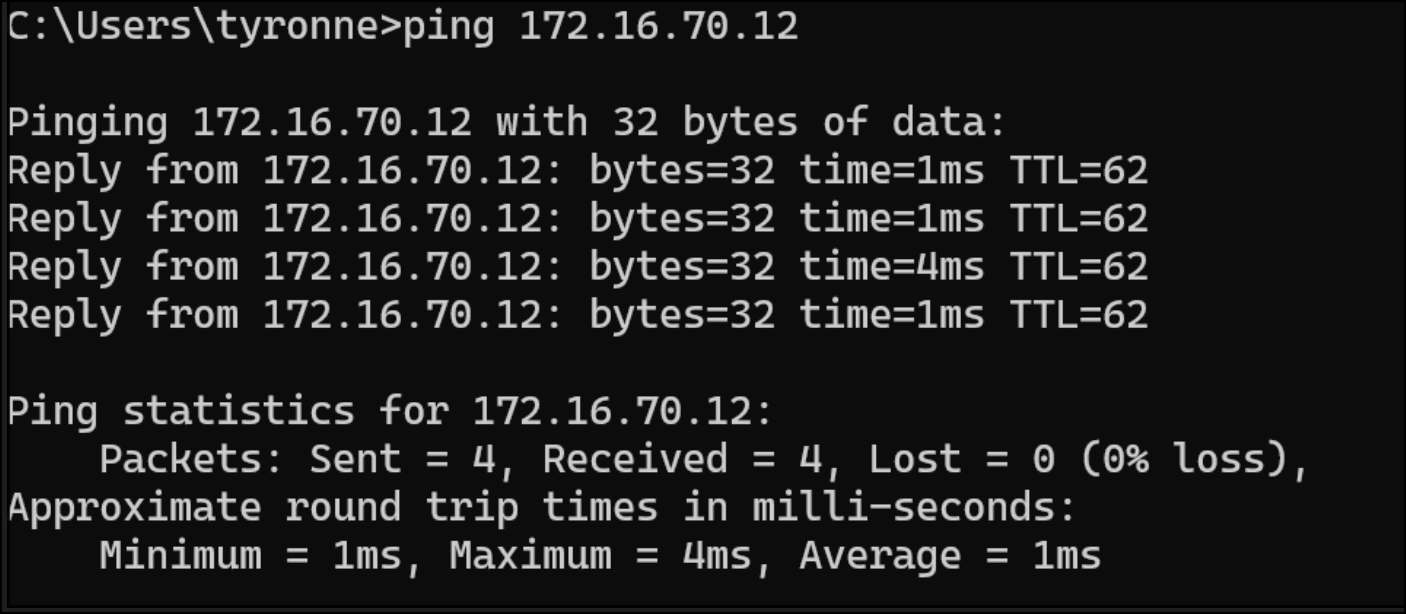 C:\Users\tyronne>ping 172.16.70.12
Pinging 172.16.70.12 with 32 bytes of data:
Reply from 172.16.70.12: bytes=32 time=1ms TTL=62
Reply from 172.16.70.12: bytes=32 time=1ms TTL=62
Reply from 172.16.70.12: bytes=32 time=4ms TTL=62
Reply from 172.16.70.12: bytes=32 time=1ms TTL=62
Ping statistics for 172.16.70.12:
    Packets: Sent = 4, Received = 4, Lost = 0 (0% loss),
Approximate round trip times in milli-seconds:
    Minimum = 1ms, Maximum = 4ms, Average = 1ms